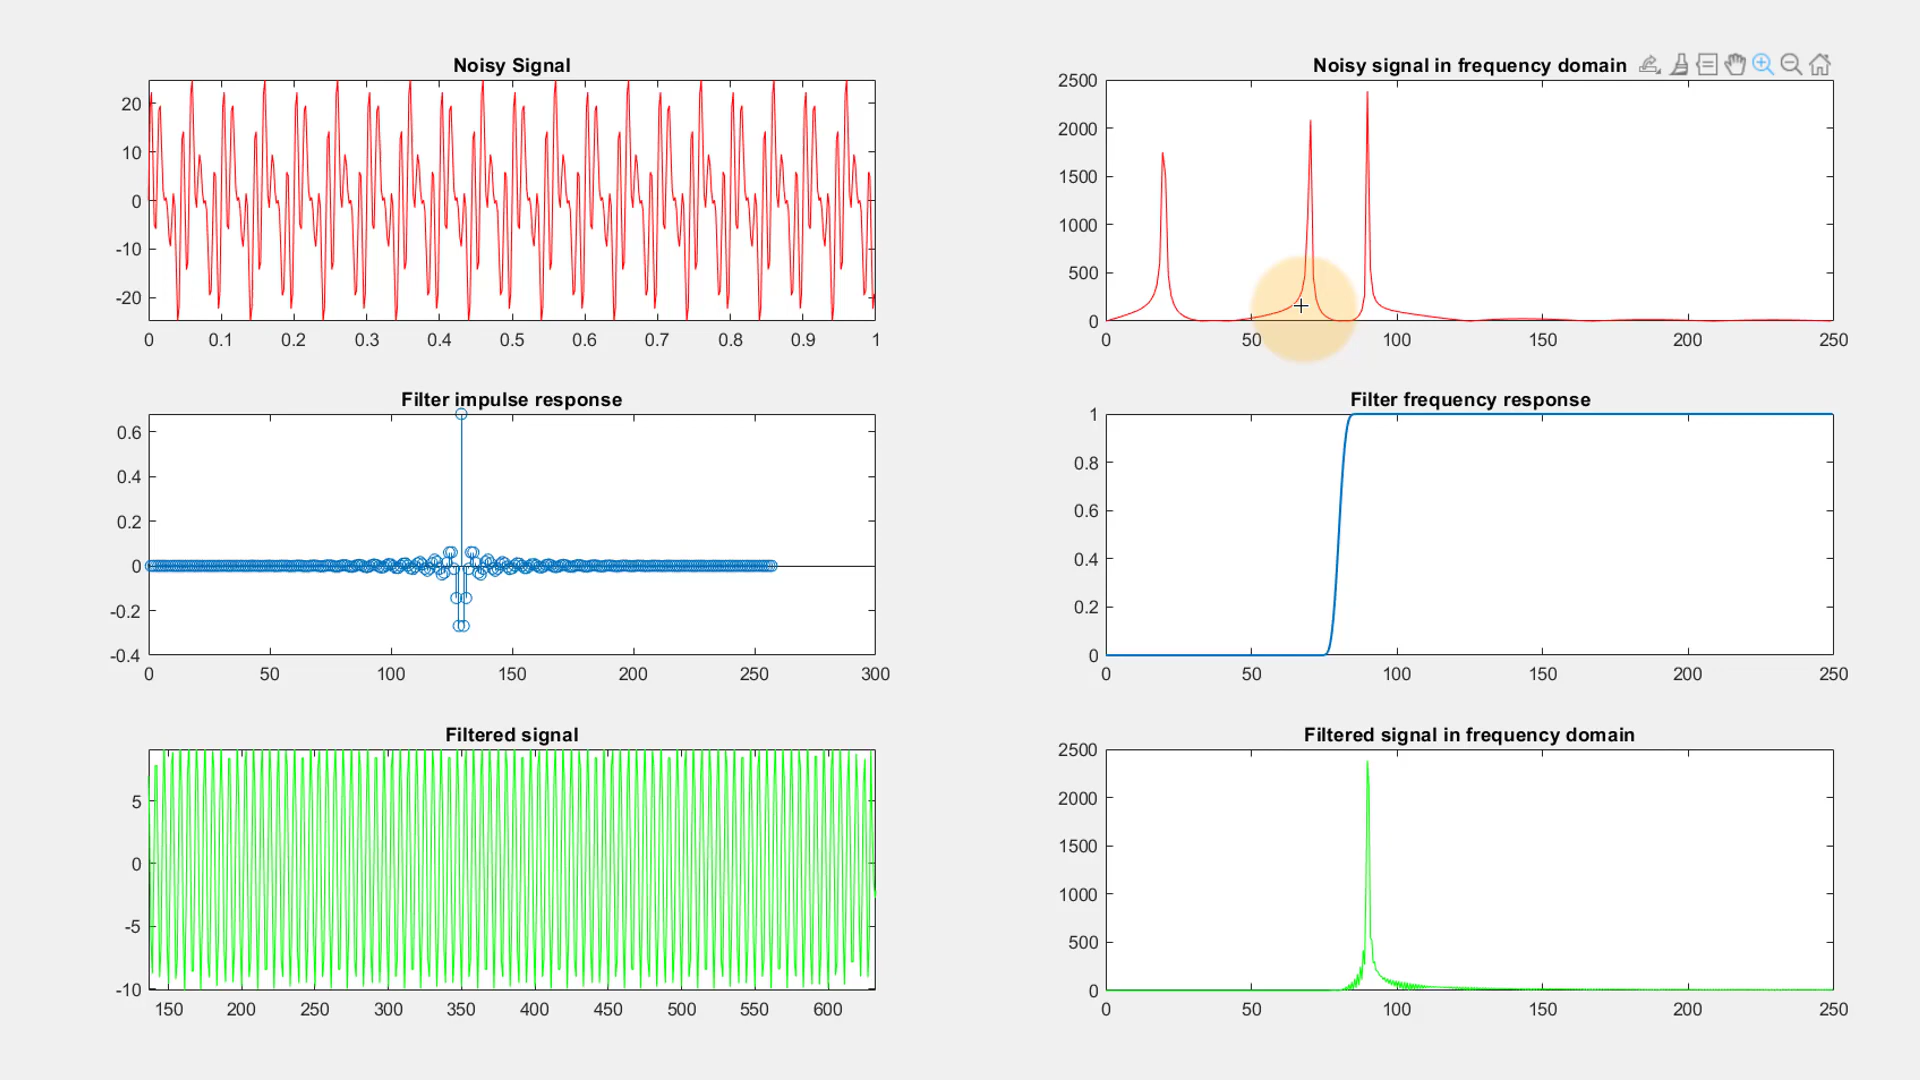 Noisy Signal
20
10
0
-10
-20
0 0.1 0.2 0.3 0.4 0.5 0.6 0.7 0.8 0.9 1
Noisy signal in frequency domain
2500
2000
1500
1000
500
0
0 50 100 150 200 250
Filter impulse response
0.6
0.4
0.2
0
-0.2
-0.4
0 50 100 150 200 250 300
Filter frequency response
1
0.8
0.6
0.4
0.2
0
0 50 100 150 200 250
Filtered signal
5
0
-5
-10
150 200 250 300 350 400 450 500 550 600
Filtered signal in frequency domain
2500
2000
1500
1000
500
0
0 50 100 150 200 250